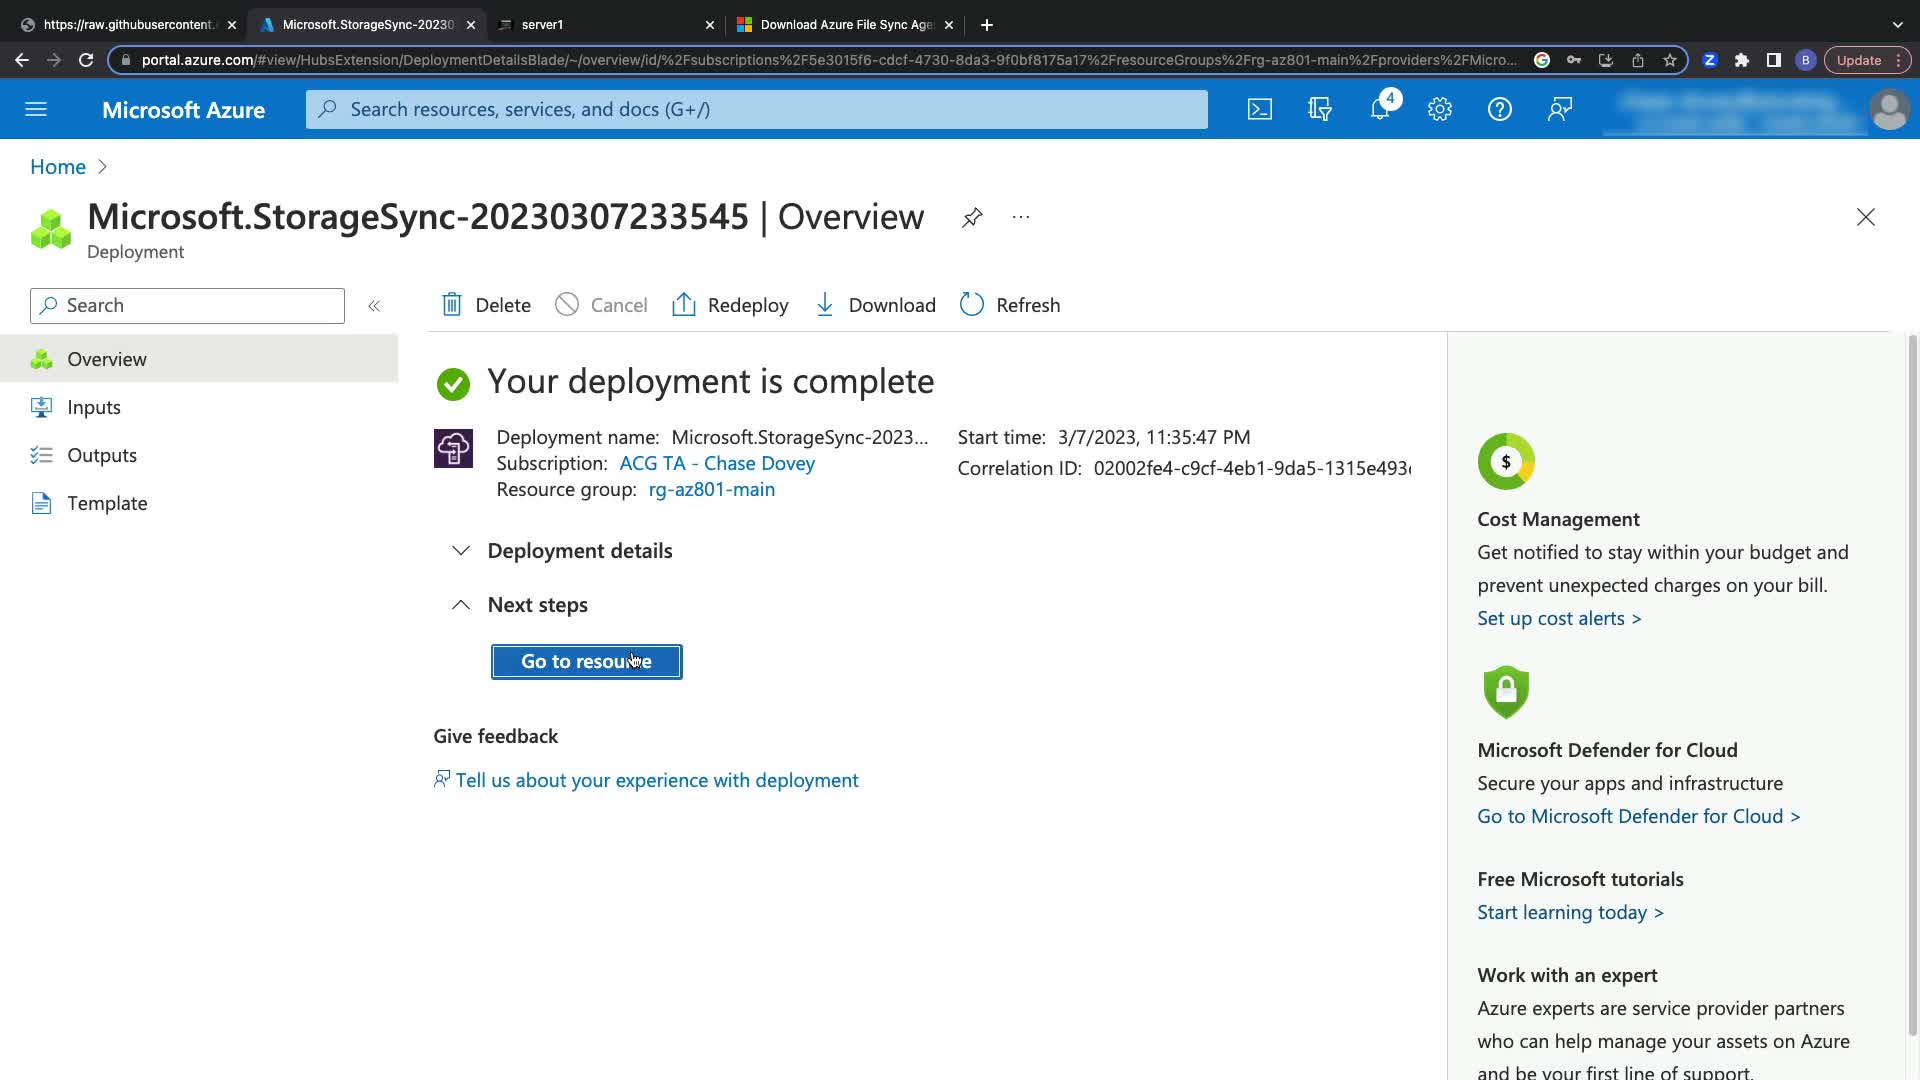 https://raw.githubusercontent.
Microsoft.StorageSync-20230
server1
Download Azure File Sync Age
portal.azure.com/#view/HubsExtension/DeploymentDetailsBlade/~/overview/id/%2Fsubscriptions%2F5e3015f6-cdcf-4730-8da3-9f0bf8175a17%2FresourceGroups%2Frg-az801-main%2Fproviders%2FMicro...
B
Update
Microsoft Azure
Search resources, services, and docs (G+/)
4
Home
Microsoft.StorageSync-20230307233545 | Overview
Deployment
Search
Delete
Cancel
Redeploy
Download
Refresh
Overview
Inputs
Outputs
Template
Your deployment is complete
Deployment name: Microsoft.StorageSync-2023...
Subscription: ACG TA - Chase Dovey
Resource group: rg-az801-main
Start time: 3/7/2023, 11:35:47 PM
Correlation ID: 02002fe4-c9cf-4eb1-9da5-1315e493
Deployment details
Next steps
Go to resource
Give feedback
Tell us about your experience with deployment
$
Cost Management
Get notified to stay within your budget and
prevent unexpected charges on your bill.
Set up cost alerts >
Microsoft Defender for Cloud
Secure your apps and infrastructure
Go to Microsoft Defender for Cloud >
Free Microsoft tutorials
Start learning today >
Work with an expert
Azure experts are service provider partners
who can help manage your assets on Azure
and be your first line of support.